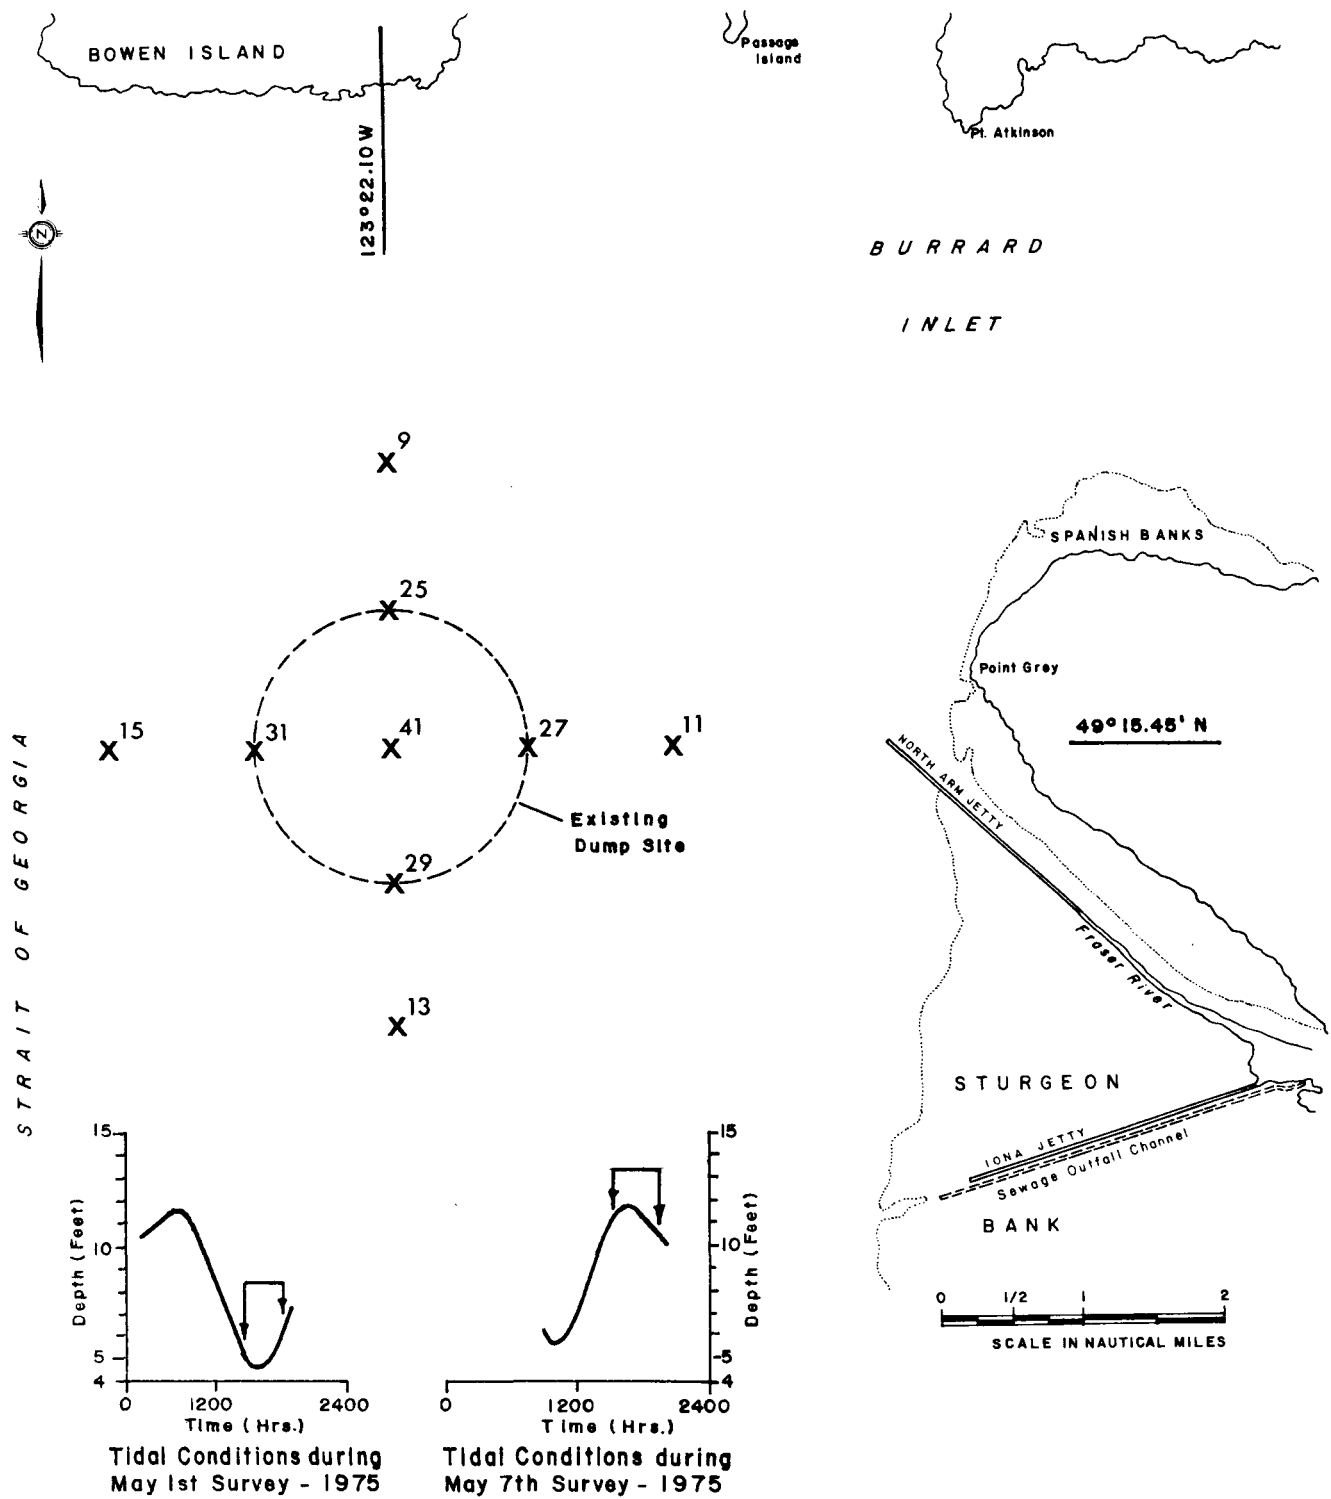 BOWEN ISLAND
Passage
Island
Pt. Atkinson
123°22.10W
N
BURRARD
INLET
9
25
SPANISH BANKS
Point Grey
49°15.45' N
15
31
41
27
11
NORTH ARM JETTY
Existing
Dump Site
29
STRAIT OF GEORGIA
Fraser River
13
STURGEON
IONA JETTY
Sewage Outfall Channel
BANK
0 1/2 1 2
SCALE IN NAUTICAL MILES
15
10
5
4
Depth (Feet)
0 1200 2400
Time (Hrs.)
Tidal Conditions during
May 1st Survey - 1975
15
10
5
4
Depth (Feet)
0 1200 2400
Time (Hrs.)
Tidal Conditions during
May 7th Survey - 1975